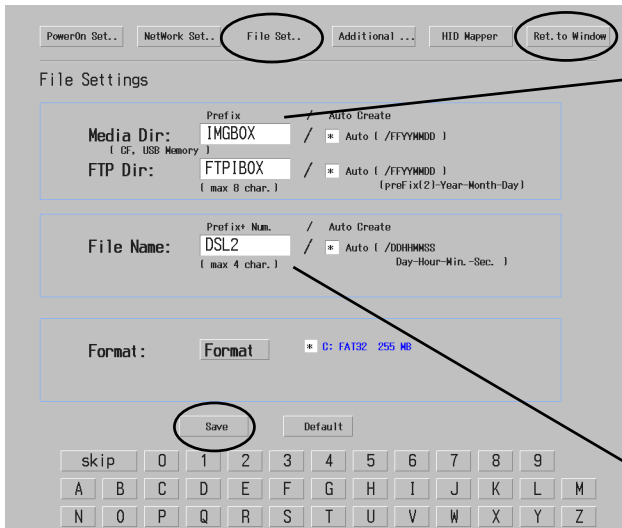 PowerOn Set.. NetWork Set.. File Set.. Additional ... HID Mapper Ret.to Window
File Settings
Prefix / Auto Create
Media Dir: IMGBOX / * Auto ( /FFYYMMDD )
( CF, USB Memory )
FTP Dir: FTPIBOX / * Auto ( /FFYYMMDD )
( max 8 char. ) (preFix(2)-Year-Month-Day)
Prefix+ Num. / Auto Create
File Name: DSL2 / * Auto ( /DDHHMMSS
( max 4 char. ) Day-Hour-Min.-Sec. )
Format: Format * C: FAT32 255 MB
Save Default
skip 0 1 2 3 4 5 6 7 8 9
A B C D E F G H I J K L M
N O P Q R S T U V W X Y Z